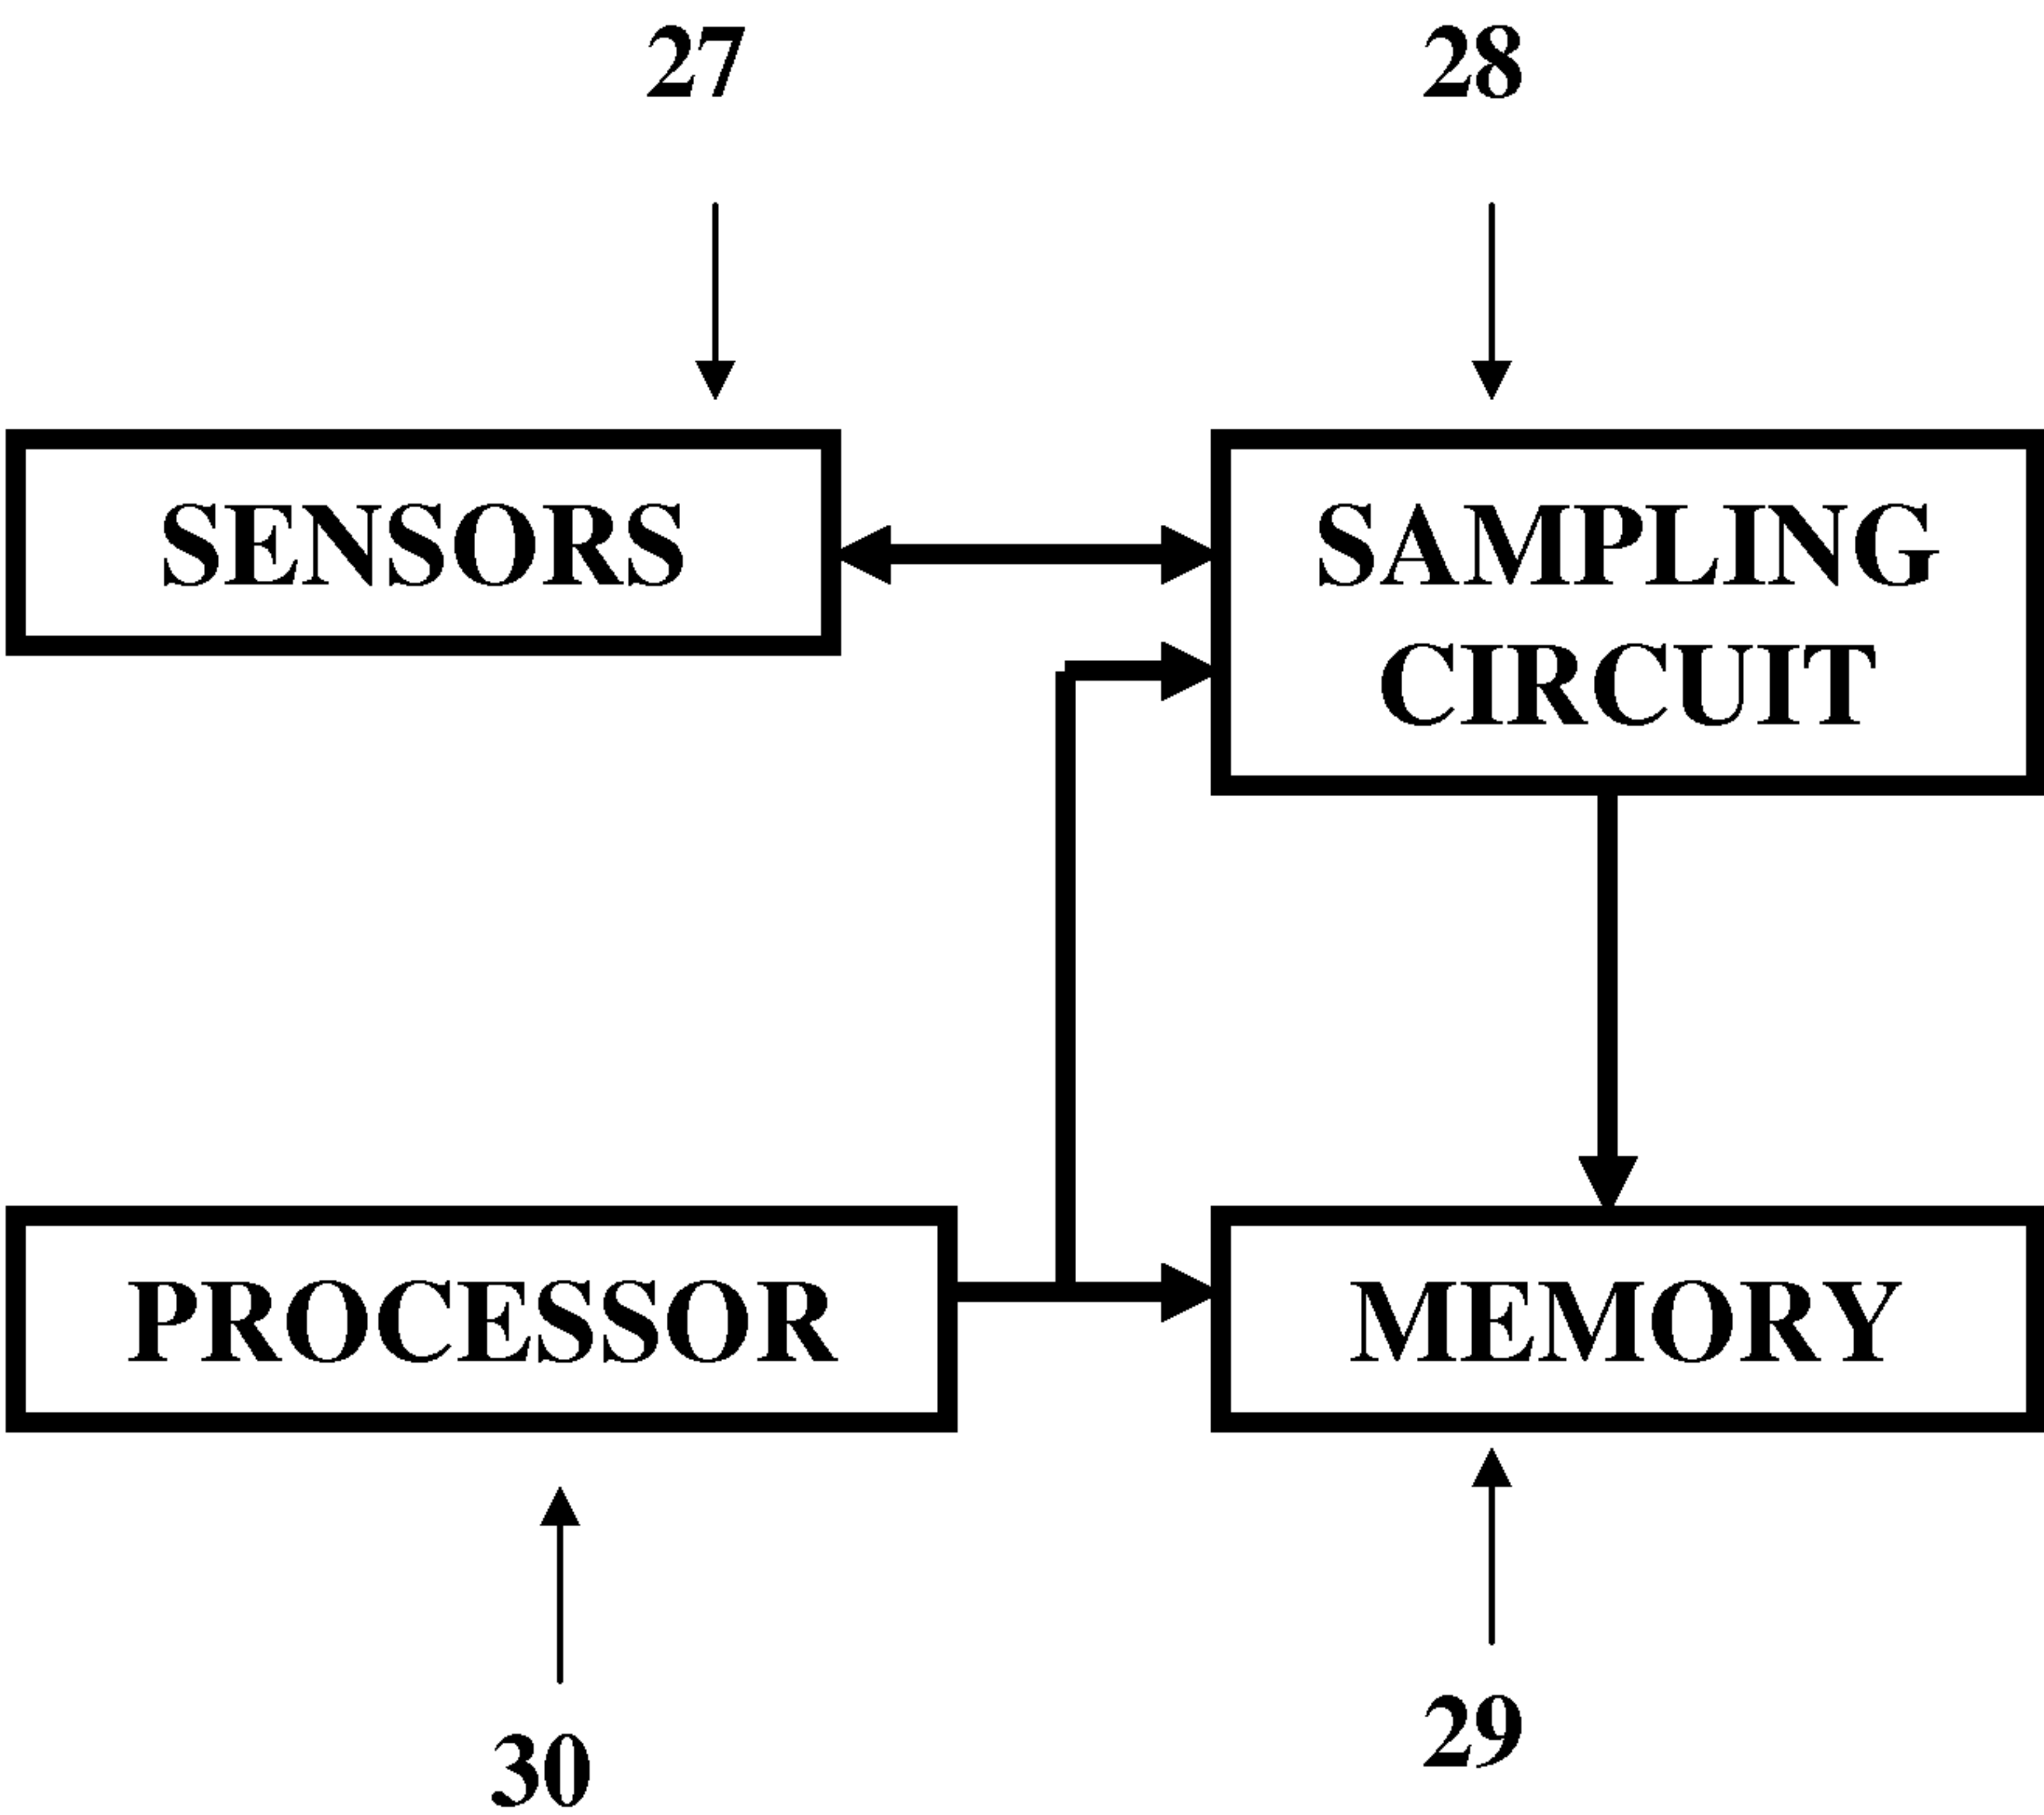 27
28
SENSORS
SAMPLING
CIRCUIT
PROCESSOR
MEMORY
30
29